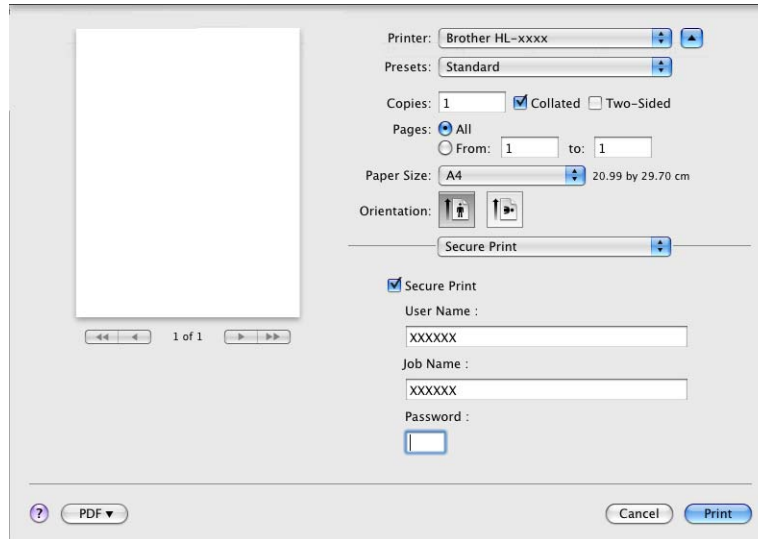 Printer: Brother HL-xxxx
Presets: Standard
Copies: 1 Collated Two-Sided
Pages: All
From: 1 to: 1
Paper Size: A4 20.99 by 29.70 cm
Orientation:
Secure Print
Secure Print
User Name :
XXXXXX
Job Name :
XXXXXX
Password :
1 of 1
? PDF▼ Cancel Print